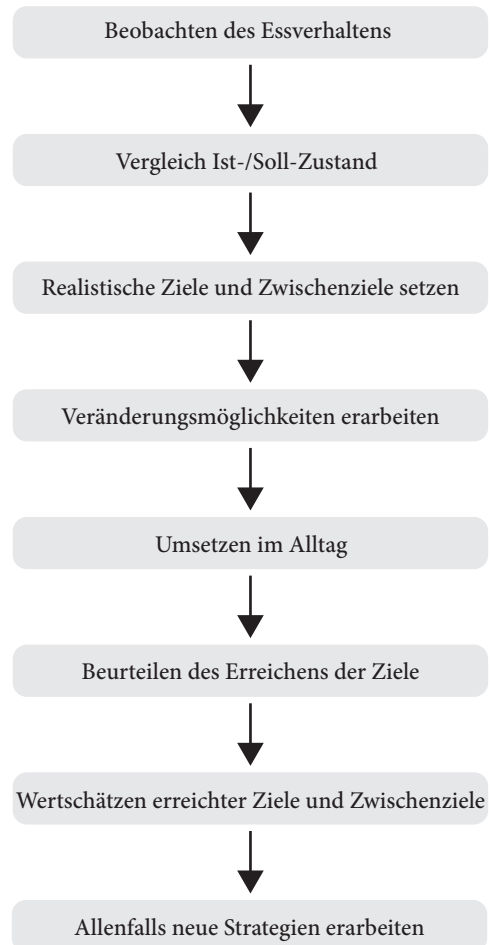 Beobachten des Essverhaltens
Vergleich Ist-/Soll-Zustand
Realistische Ziele und Zwischenziele setzen
Veränderungsmöglichkeiten erarbeiten
Umsetzen im Alltag
Beurteilen des Erreichens der Ziele
Wertschätzen erreichter Ziele und Zwischenziele
Allenfalls neue Strategien erarbeiten